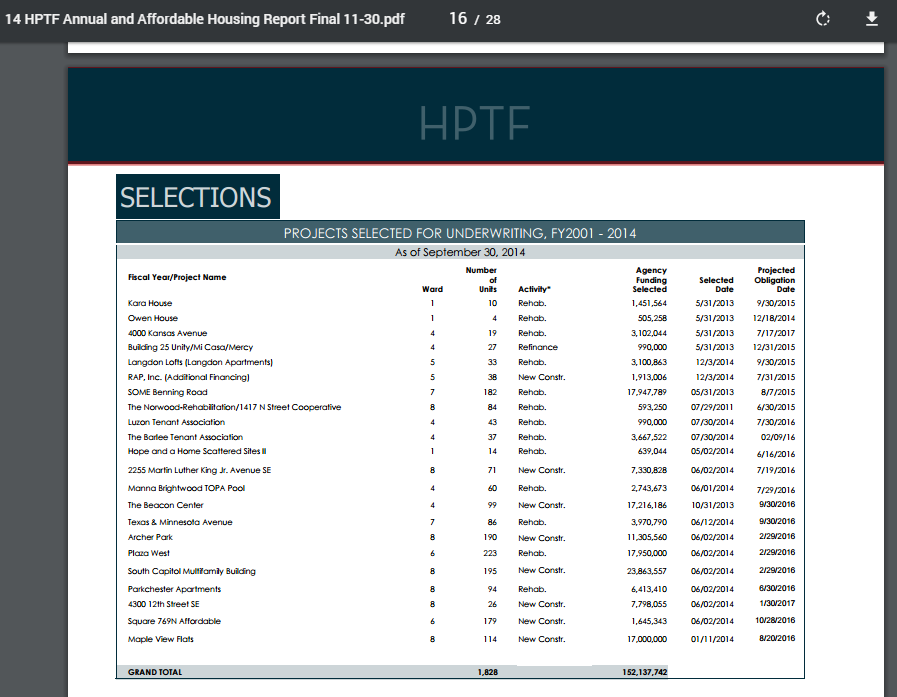 14 HPTF Annual and Affordable Housing Report Final 11-30.pdf 16 / 28
HPTF
SELECTIONS
PROJECTS SELECTED FOR UNDERWRITING, FY2001 - 2014
As of September 30, 2014
Fiscal Year/Project Name Ward Number of Units Activity* Agency Funding Selected Selected Date Projected Obligation Date
Kara House 1 10 Rehab. 1,451,564 5/31/2013 9/30/2015
Owen House 1 4 Rehab. 505,258 5/31/2013 12/18/2014
4000 Kansas Avenue 4 19 Rehab. 3,102,044 5/31/2013 7/17/2017
Building 25 Unity/Mi Casa/Mercy 4 27 Refinance 990,000 5/31/2013 12/31/2015
Langdon Lofts (Langdon Apartments) 5 33 Rehab. 3,100,863 12/3/2014 9/30/2015
RAP, Inc. (Additional Financing) 5 38 New Constr. 1,913,006 12/3/2014 7/31/2015
SOME Benning Road 7 182 Rehab. 17,947,789 05/31/2013 8/7/2015
The Norwood-Rehabilitation/1417 N Street Cooperative 8 84 Rehab. 593,250 07/29/2011 6/30/2015
Luzon Tenant Association 4 43 Rehab. 990,000 07/30/2014 7/30/2016
The Barlee Tenant Association 4 37 Rehab. 3,667,522 07/30/2014 02/09/16
Hope and a Home Scattered Sites II 1 14 Rehab. 639,044 05/02/2014 6/16/2016
2255 Martin Luther King Jr. Avenue SE 8 71 New Constr. 7,330,828 06/02/2014 7/19/2016
Manna Brightwood TOPA Pool 4 60 Rehab. 2,743,673 06/01/2014 7/29/2016
The Beacon Center 4 99 New Constr. 17,216,186 10/31/2013 9/30/2016
Texas & Minnesota Avenue 7 86 Rehab. 3,970,790 06/12/2014 9/30/2016
Archer Park 8 190 New Constr. 11,305,560 06/02/2014 2/29/2016
Plaza West 6 223 Rehab. 17,950,000 06/02/2014 2/29/2016
South Capitol Multifamily Building 8 195 New Constr. 23,863,557 06/02/2014 2/29/2016
Parkchester Apartments 8 94 Rehab. 6,413,410 06/02/2014 6/30/2016
4300 12th Street SE 8 26 New Constr. 7,798,055 06/02/2014 1/30/2017
Square 769N Affordable 6 179 New Constr. 1,645,343 06/02/2014 10/28/2016
Maple View Flats 8 114 New Constr. 17,000,000 01/11/2014 8/20/2016
GRAND TOTAL 1,828 152,137,742